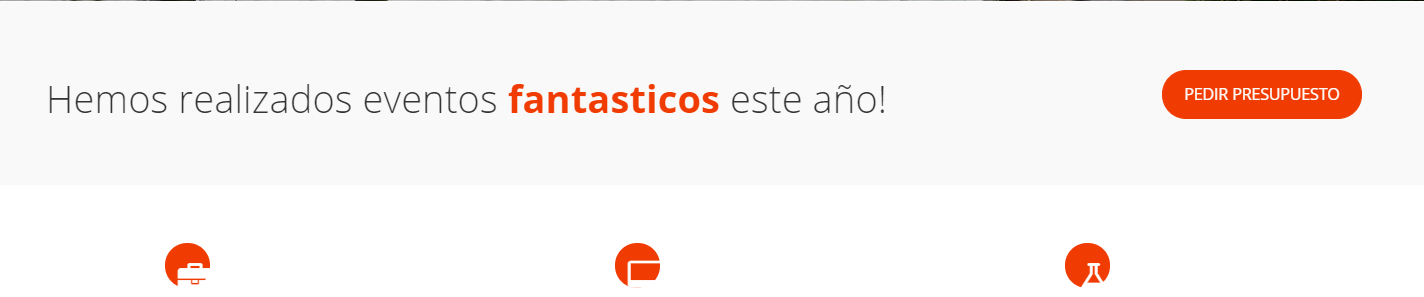 Hemos realizados eventos fantasticos este año!
PEDIR PRESUPUESTO